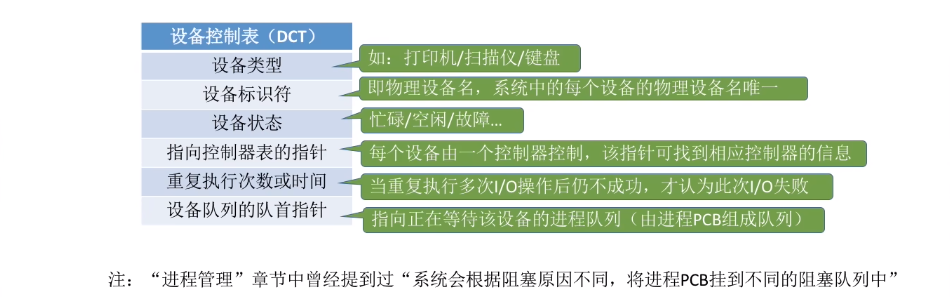 设备控制表（DCT）
设备类型
如：打印机/扫描仪/键盘
设备标识符
即物理设备名，系统中的每个设备的物理设备名唯一
设备状态
忙碌/空闲/故障...
指向控制器表的指针
每个设备由一个控制器控制，该指针可找到相应控制器的信息
重复执行次数或时间
当重复执行多次I/O操作后仍不成功，才认为此次I/O失败
设备队列的队首指针
指向正在等待该设备的进程队列（由进程PCB组成队列）
注：“进程管理”章节中曾经提到过“系统会根据阻塞原因不同，将进程PCB挂到不同的阻塞队列中”